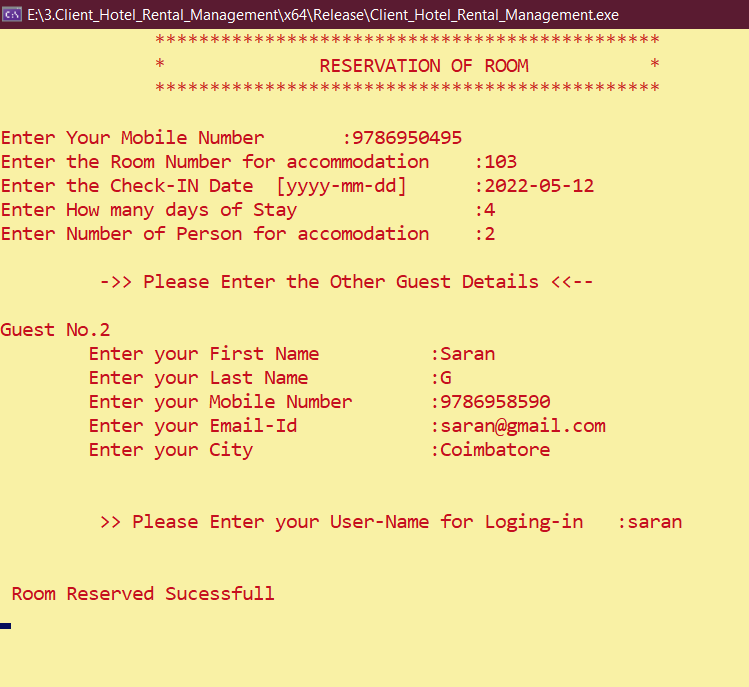 E:\3.Client_Hotel_Rental_Management\x64\Release\Client_Hotel_Rental_Management.exe
**********************************************
* RESERVATION OF ROOM *
**********************************************
Enter Your Mobile Number :9786950495
Enter the Room Number for accommodation :103
Enter the Check-IN Date [yyyy-mm-dd] :2022-05-12
Enter How many days of Stay :4
Enter Number of Person for accomodation :2
->> Please Enter the Other Guest Details <<--
Guest No.2
Enter your First Name :Saran
Enter your Last Name :G
Enter your Mobile Number :9786958590
Enter your Email-Id :saran@gmail.com
Enter your City :Coimbatore
>> Please Enter your User-Name for Loging-in :saran
Room Reserved Sucessfull